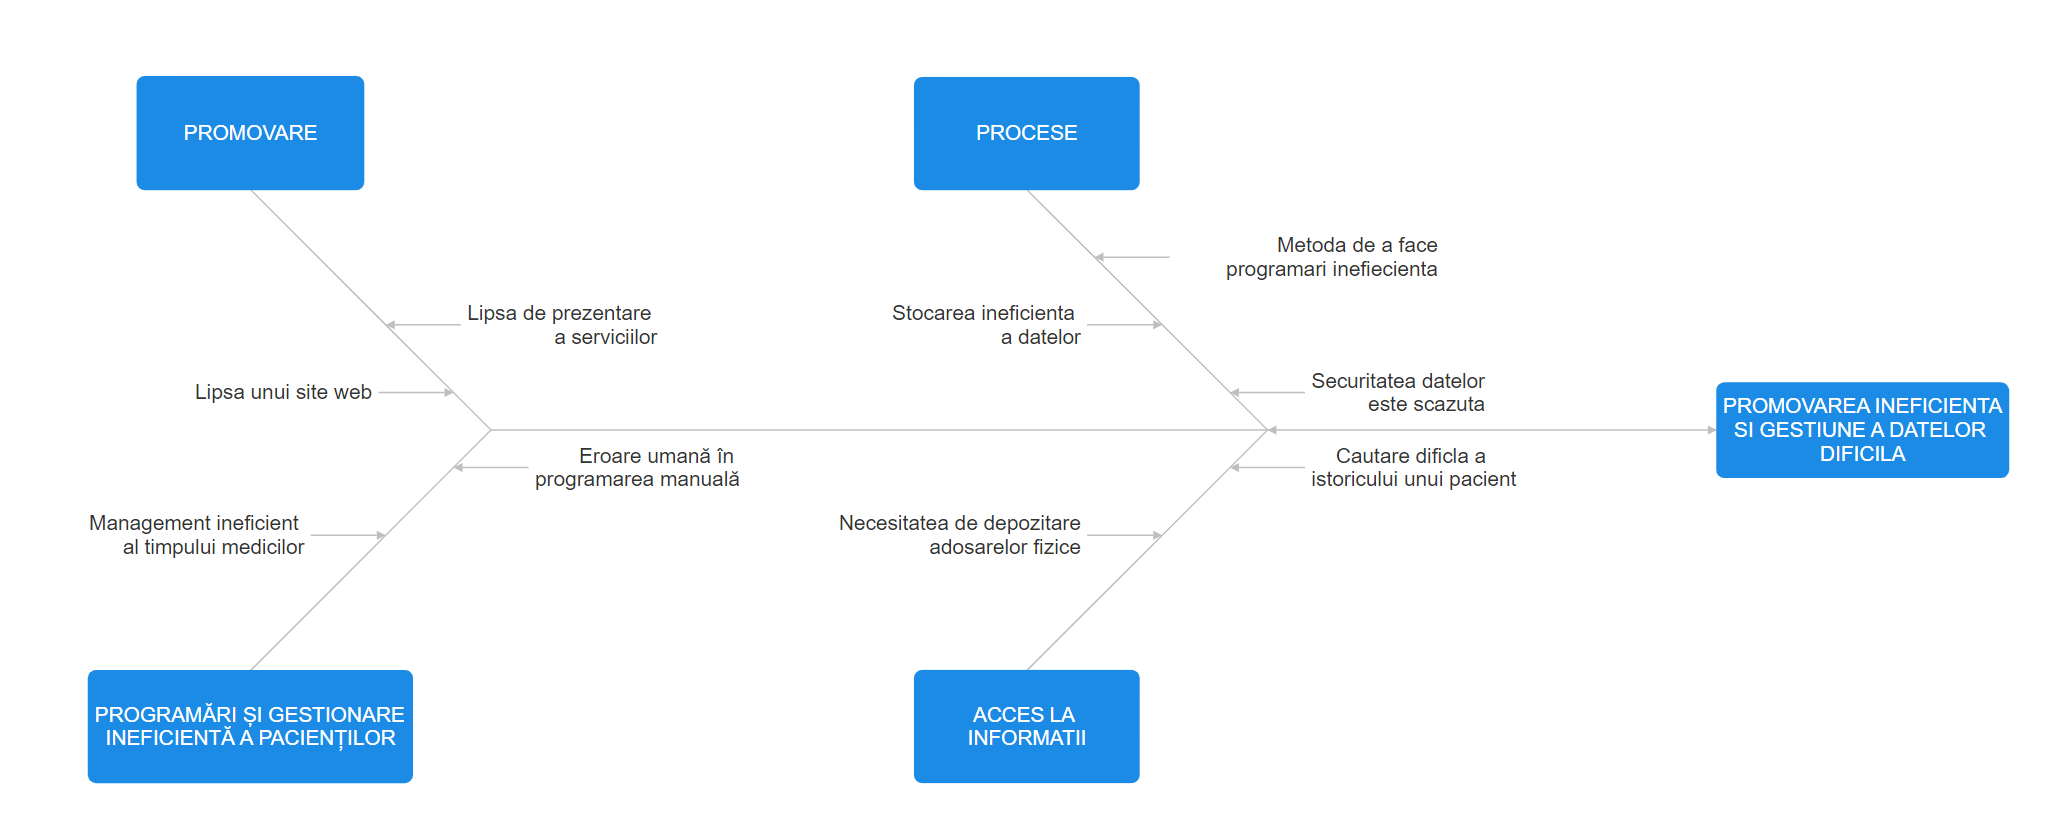 PROMOVARE
PROCESE
Metoda de a face
programari inefiecienta
Lipsa de prezentare
a serviciilor
Stocarea ineficienta
a datelor
Lipsa unui site web
Securitatea datelor
este scazuta
PROMOVAREA INEFICIENTA
SI GESTIUNE A DATELOR
DIFICILA
Eroare umană în
programarea manuală
Cautare dificla a
istoricului unui pacient
Management ineficient
al timpului medicilor
Necesitatea de depozitare
adosarelor fizice
PROGRAMĂRI ȘI GESTIONARE
INEFICIENTĂ A PACIENȚILOR
ACCES LA
INFORMATII